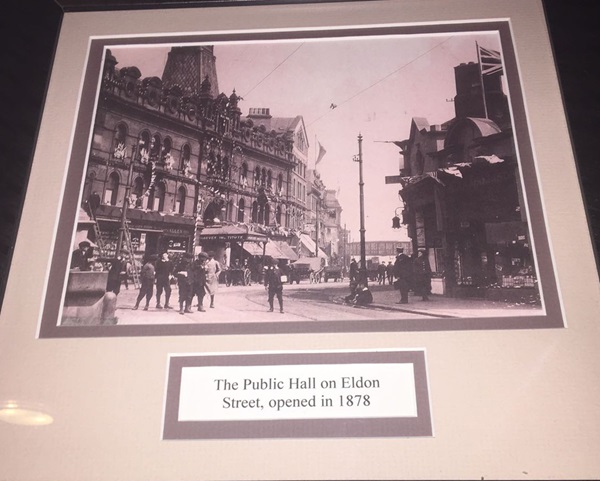 The Public Hall on Eldon
Street, opened in 1878